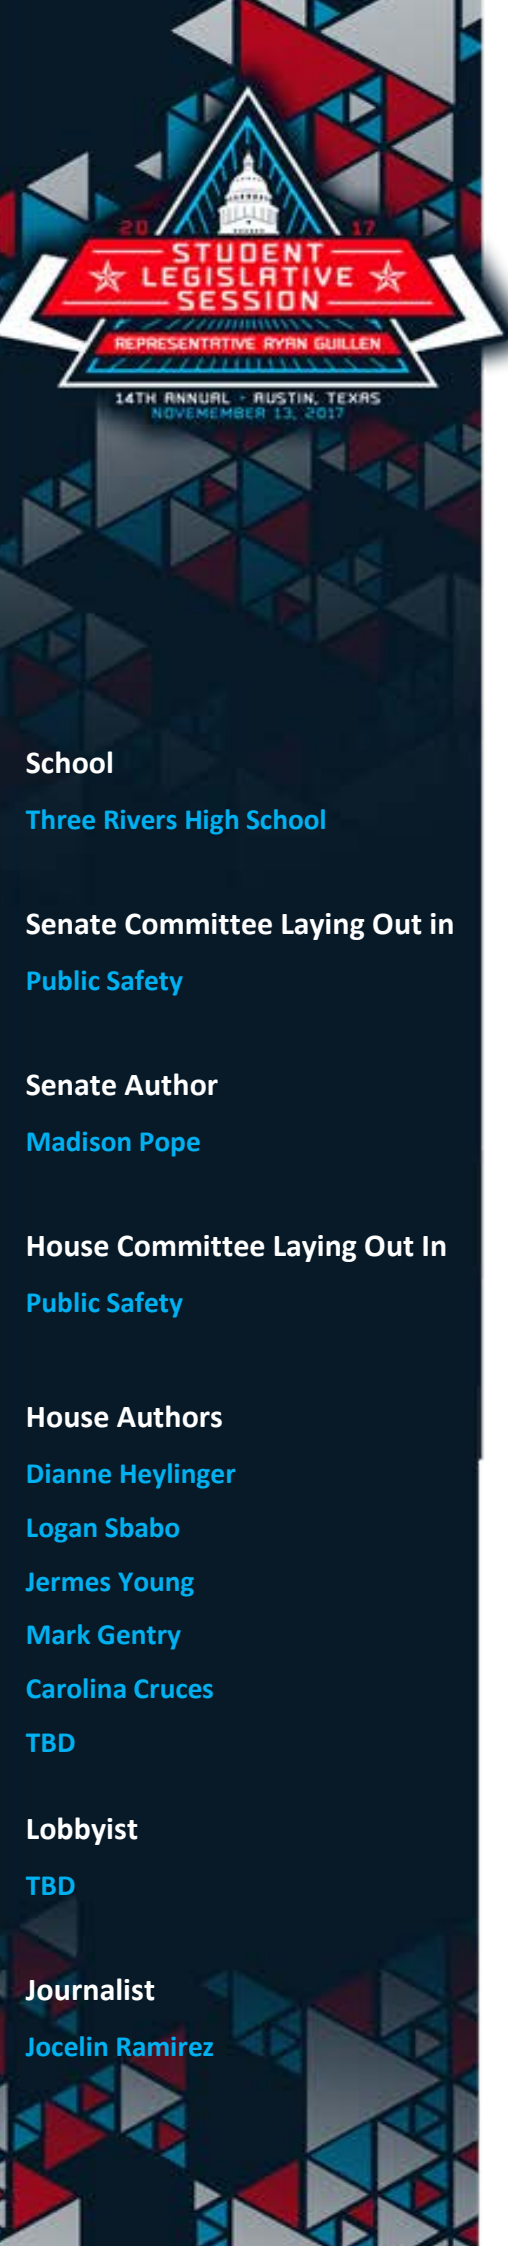 20 17
STUDENT
LEGISLATIVE
SESSION
REPRESENTATIVE RYAN GUILLEN
14TH ANNUAL - AUSTIN, TEXAS
NOVEMEMBER 13, 2017
School
Three Rivers High School
Senate Committee Laying Out in
Public Safety
Senate Author
Madison Pope
House Committee Laying Out In
Public Safety
House Authors
Dianne Heylinger
Logan Sbabo
Jermes Young
Mark Gentry
Carolina Cruces
TBD
Lobbyist
TBD
Journalist
Jocelin Ramirez